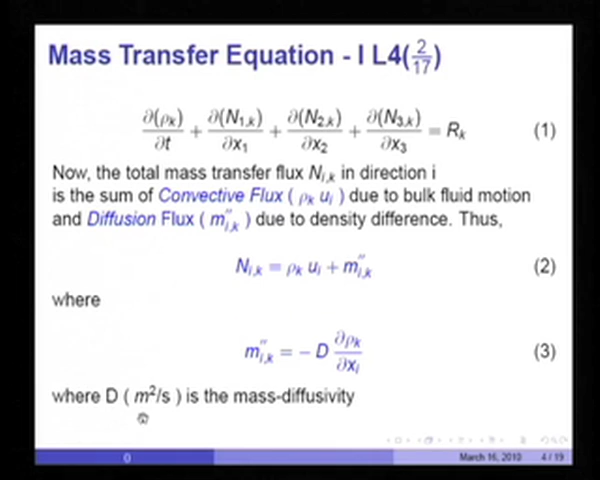 Mass Transfer Equation - I L4(2/17)
∂(ρk)/∂t + ∂(N1,k)/∂x1 + ∂(N2,k)/∂x2 + ∂(N3,k)/∂x3 = Rk (1)
Now, the total mass transfer flux Ni,k in direction i
is the sum of Convective Flux ( ρk ui ) due to bulk fluid motion
and Diffusion Flux ( m″i,k ) due to density difference. Thus,
Ni,k = ρk ui + m″i,k (2)
where
m″i,k = − D ∂ρk/∂xi (3)
where D ( m²/s ) is the mass-diffusivity
() March 16, 2010 4 / 19